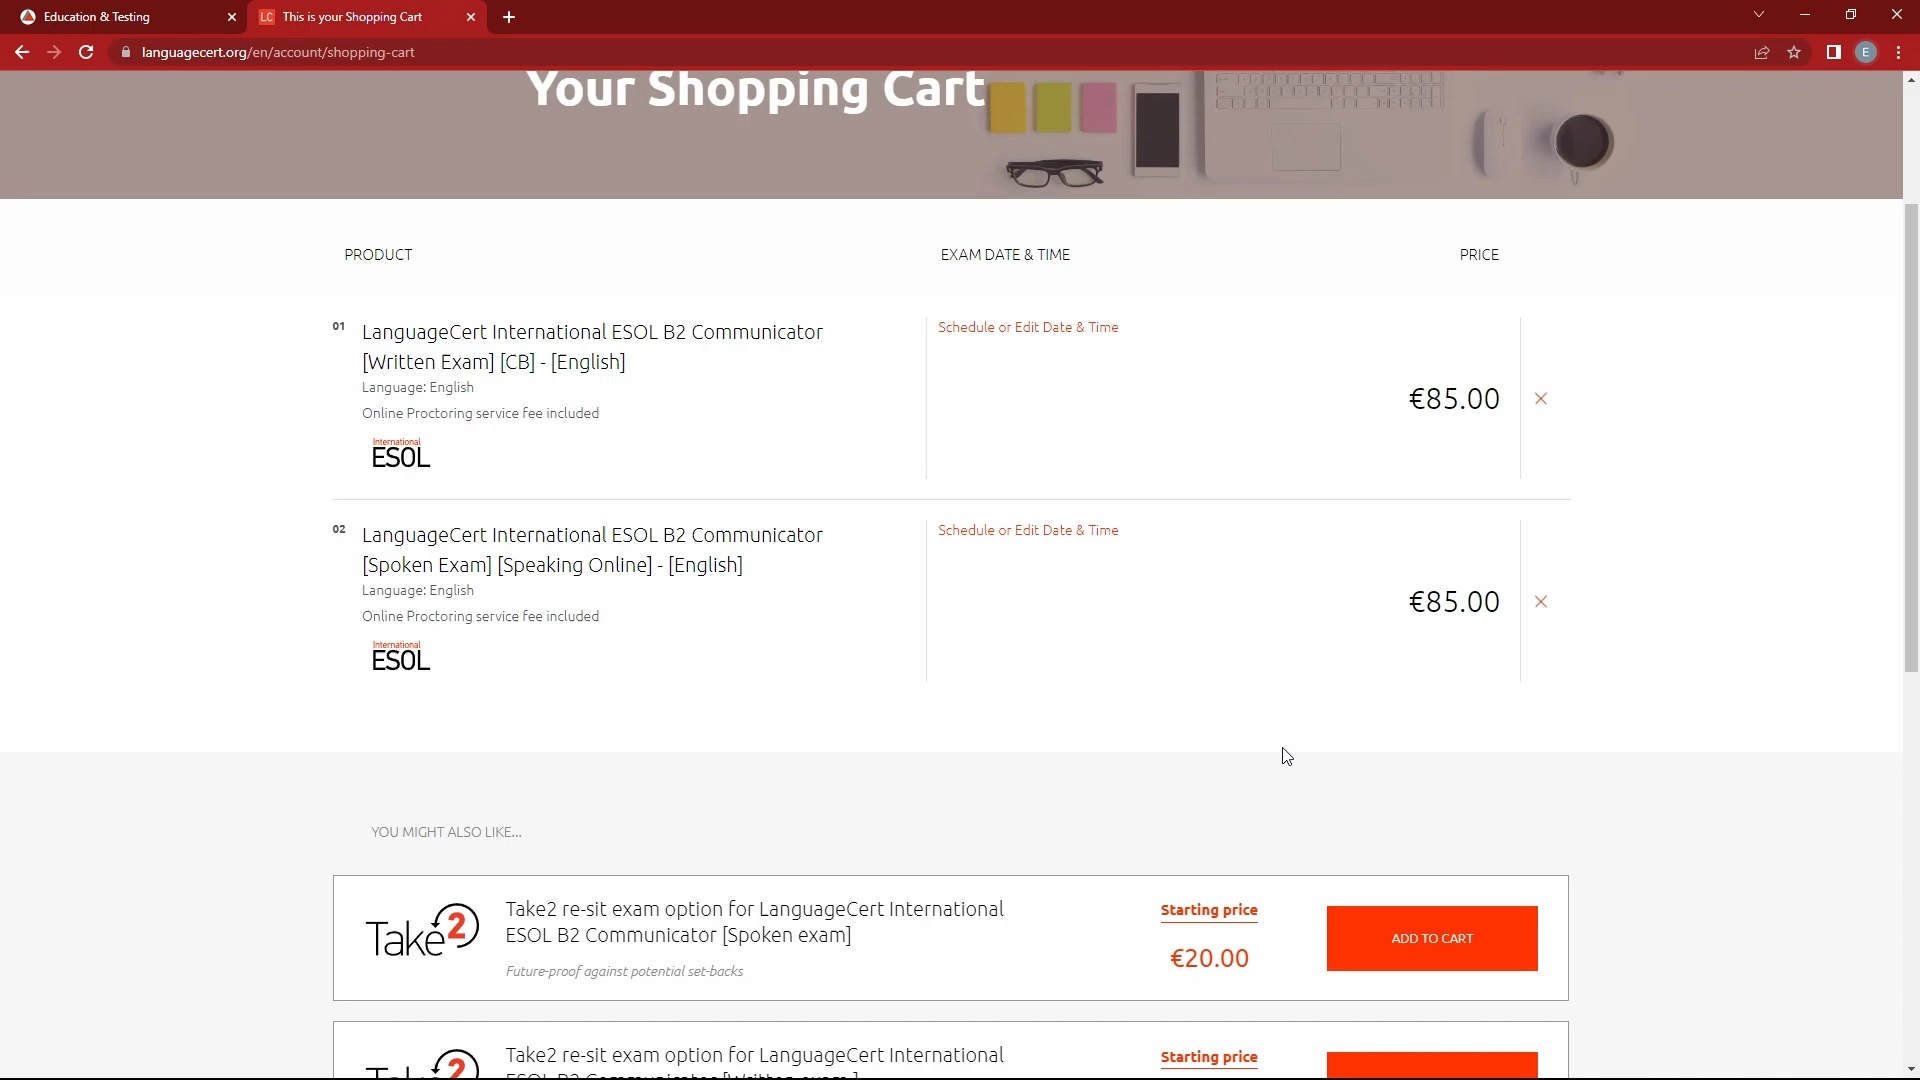 Education & Testing
LC This is your Shopping Cart
languagecert.org/en/account/shopping-cart
E
Your Shopping Cart
PRODUCT
EXAM DATE & TIME
PRICE
01
LanguageCert International ESOL B2 Communicator
[Written Exam] [CB] - [English]
Language: English
Online Proctoring service fee included
International
ESOL
Schedule or Edit Date & Time
€85.00
02
LanguageCert International ESOL B2 Communicator
[Spoken Exam] [Speaking Online] - [English]
Language: English
Online Proctoring service fee included
International
ESOL
Schedule or Edit Date & Time
€85.00
YOU MIGHT ALSO LIKE...
Take2
Take2 re-sit exam option for LanguageCert International
ESOL B2 Communicator [Spoken exam]
Future-proof against potential set-backs
Starting price
€20.00
ADD TO CART
Take2 re-sit exam option for LanguageCert International
ESOL B2 Communicator [Written exam]
Starting price